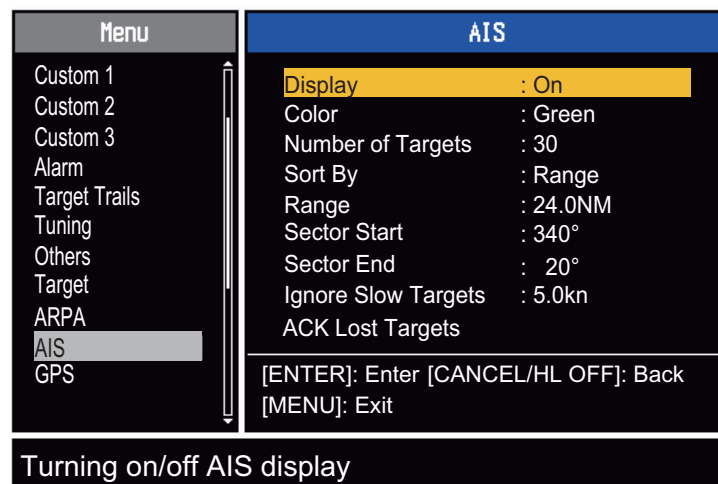 Menu
Custom 1
Custom 2
Custom 3
Alarm
Target Trails
Tuning
Others
Target
ARPA
AIS
GPS
AIS
Display : On
Color : Green
Number of Targets : 30
Sort By : Range
Range : 24.0NM
Sector Start : 340°
Sector End : 20°
Ignore Slow Targets : 5.0kn
ACK Lost Targets
[ENTER]: Enter [CANCEL/HL OFF]: Back
[MENU]: Exit
Turning on/off AIS display